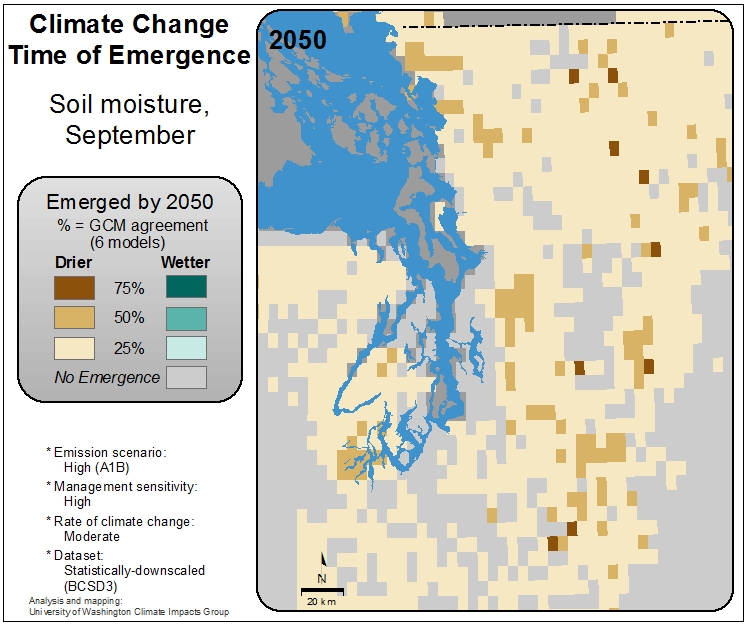 Climate Change
Time of Emergence
Soil moisture,
September
Emerged by 2050
% = GCM agreement
(6 models)
Drier Wetter
75%
50%
25%
No Emergence
* Emission scenario:
High (A1B)
* Management sensitivity:
High
* Rate of climate change:
Moderate
* Dataset:
Statistically-downscaled
(BCSD3)
Analysis and mapping:
University of Washington Climate Impacts Group
2050
N
20 km